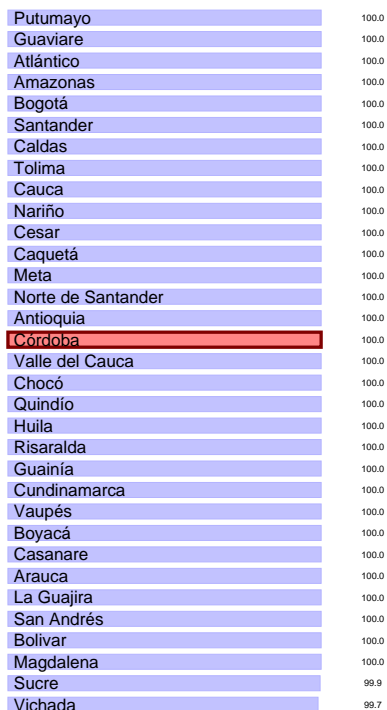 Putumayo 100.0
Guaviare 100.0
Atlántico 100.0
Amazonas 100.0
Bogotá 100.0
Santander 100.0
Caldas 100.0
Tolima 100.0
Cauca 100.0
Nariño 100.0
Cesar 100.0
Caquetá 100.0
Meta 100.0
Norte de Santander 100.0
Antioquia 100.0
Córdoba 100.0
Valle del Cauca 100.0
Chocó 100.0
Quindío 100.0
Huila 100.0
Risaralda 100.0
Guainía 100.0
Cundinamarca 100.0
Vaupés 100.0
Boyacá 100.0
Casanare 100.0
Arauca 100.0
La Guajira 100.0
San Andrés 100.0
Bolivar 100.0
Magdalena 100.0
Sucre 99.9
Vichada 99.7